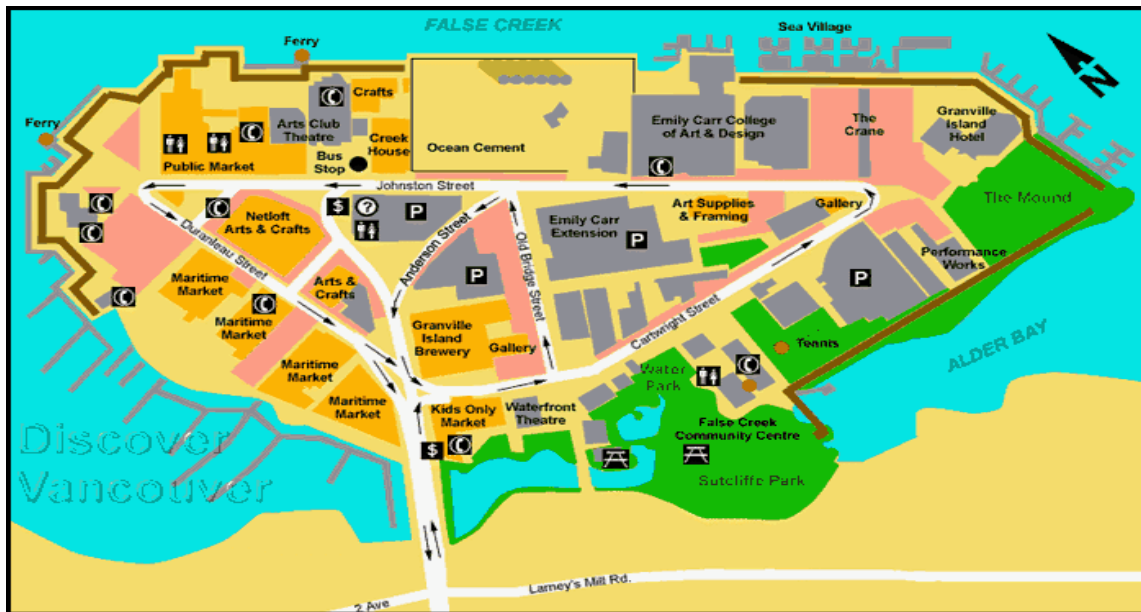 FALSE CREEK
Sea Village
Ferry
N
Ferry
Crafts
Arts Club
Theatre
Creek
House
Bus
Stop
Public Market
Ocean Cement
Emily Carr College
of Art & Design
The
Crane
Granville
Island
Hotel
The Mound
Johnston Street
$
?
P
Netloft
Arts & Crafts
Duranleau Street
Anderson Street
Old Bridge Street
Emily Carr
Extension
P
Art Supplies
& Framing
Gallery
Performance
Works
P
P
Maritime
Market
Arts &
Crafts
Maritime
Market
Maritime
Market
Maritime
Market
Granville
Island
Brewery
Gallery
Cartwright Street
Tennis
ALDER BAY
Water
Park
Kids Only
Market
Waterfront
Theatre
$
False Creek
Community Centre
Sutcliffe Park
Discover
Vancouver
2 Ave
Lamey's Mill Rd.